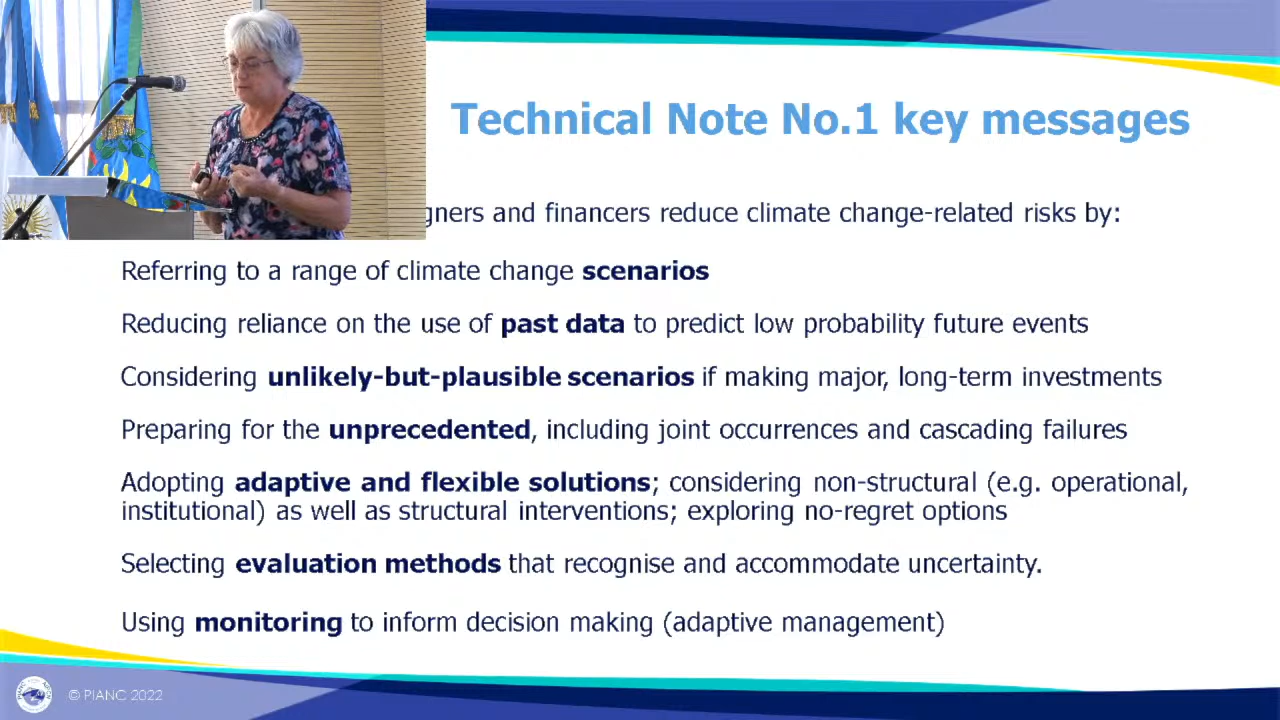 Technical Note No.1 key messages
and financers reduce climate change-related risks by:
Referring to a range of climate change scenarios
Reducing reliance on the use of past data to predict low probability future events
Considering unlikely-but-plausible scenarios if making major, long-term investments
Preparing for the unprecedented, including joint occurrences and cascading failures
Adopting adaptive and flexible solutions; considering non-structural (e.g. operational,
institutional) as well as structural interventions; exploring no-regret options
Selecting evaluation methods that recognise and accommodate uncertainty.
Using monitoring to inform decision making (adaptive management)
© PIANC 2022